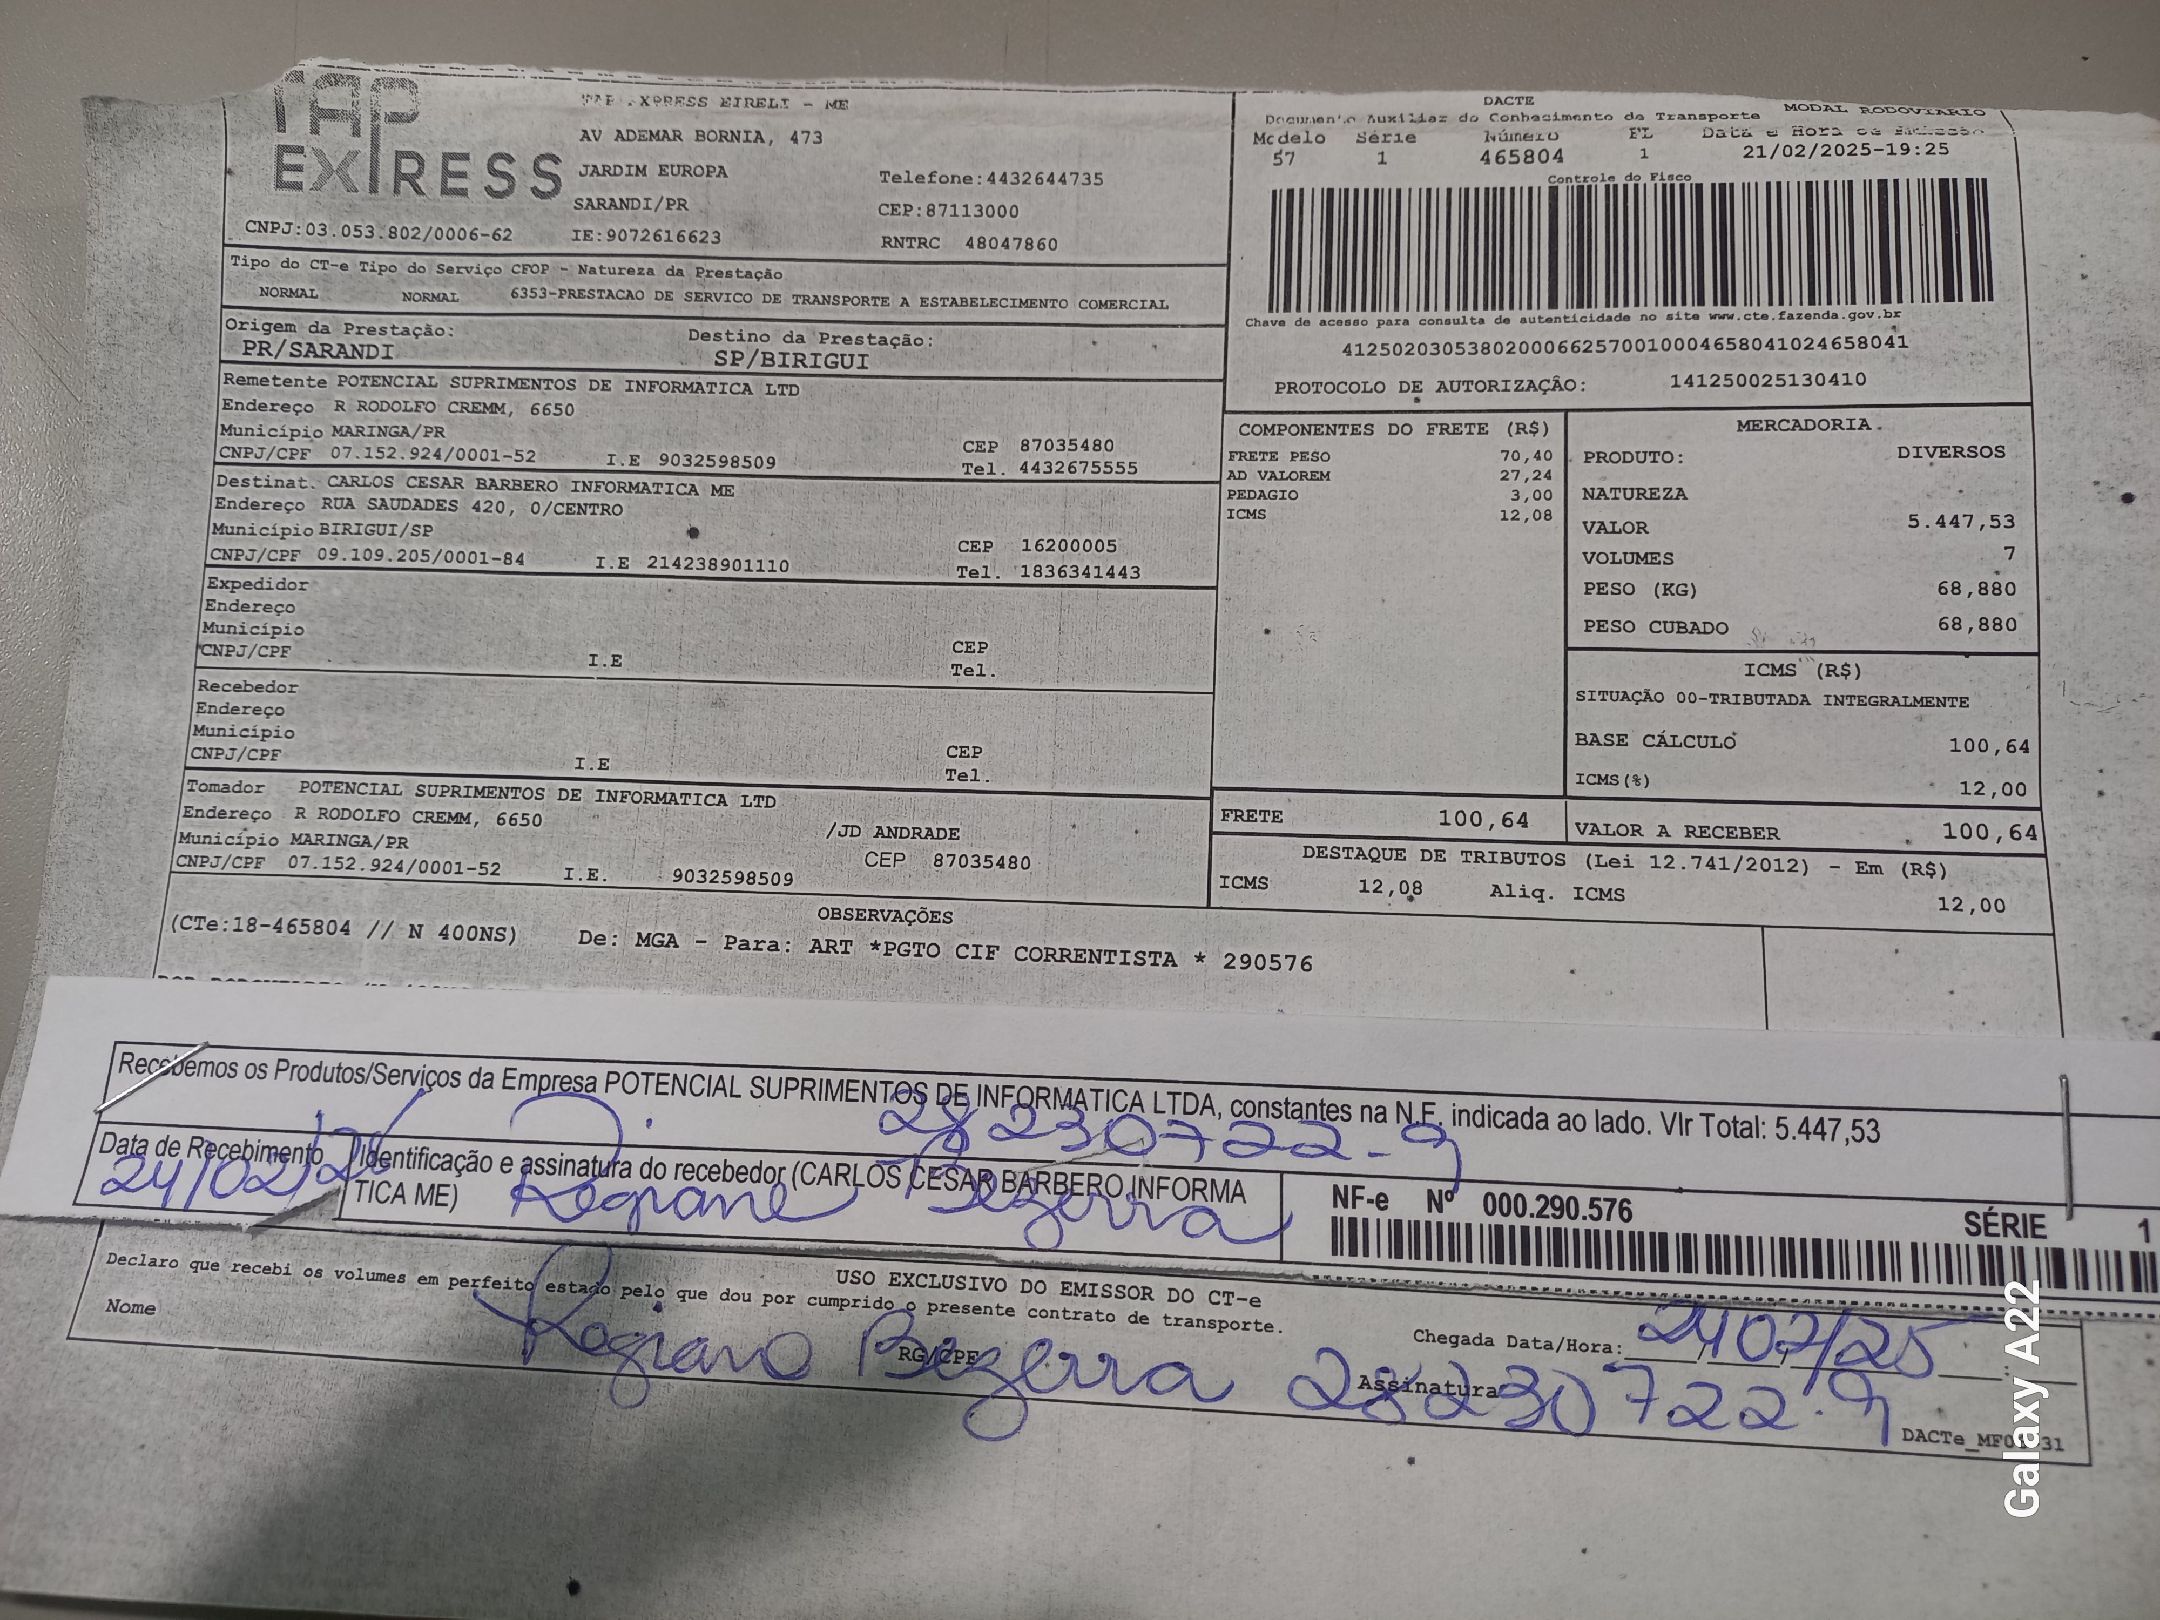 TAP EXPRESS
TAP EXPRESS EIRELI - ME
AV ADEMAR BORNIA, 473
JARDIM EUROPA Telefone:4432644735
SARANDI/PR CEP:87113000
CNPJ:03.053.802/0006-62 IE:9072616623 RNTRC 48047860
DACTE MODAL RODOVIARIO
Documento Auxiliar do Conhecimento de Transporte
Modelo Série Número FL Data e Hora de Emissão
57 1 465804 1 21/02/2025-19:25
Controle do Fisco
Chave de acesso para consulta de autenticidade no site www.cte.fazenda.gov.br
41250203053802000662570010004658041024658041
PROTOCOLO DE AUTORIZAÇÃO: 141250025130410
Tipo do CT-e Tipo do Serviço CFOP - Natureza da Prestação
NORMAL NORMAL 6353-PRESTACAO DE SERVICO DE TRANSPORTE A ESTABELECIMENTO COMERCIAL
Origem da Prestação: Destino da Prestação:
PR/SARANDI SP/BIRIGUI
Remetente POTENCIAL SUPRIMENTOS DE INFORMATICA LTD
Endereço R RODOLFO CREMM, 6650
Município MARINGA/PR CEP 87035480
CNPJ/CPF 07.152.924/0001-52 I.E 9032598509 Tel. 4432675555
Destinat. CARLOS CESAR BARBERO INFORMATICA ME
Endereço RUA SAUDADES 420, 0/CENTRO
Município BIRIGUI/SP CEP 16200005
CNPJ/CPF 09.109.205/0001-84 I.E 214238901110 Tel. 1836341443
Expedidor
Endereço
Município CEP
CNPJ/CPF I.E Tel.
Recebedor
Endereço
Município CEP
CNPJ/CPF I.E Tel.
Tomador POTENCIAL SUPRIMENTOS DE INFORMATICA LTD
Endereço R RODOLFO CREMM, 6650 /JD ANDRADE
Município MARINGA/PR CEP 87035480
CNPJ/CPF 07.152.924/0001-52 I.E. 9032598509
COMPONENTES DO FRETE (R$)
FRETE PESO 70,40
AD VALOREM 27,24
PEDAGIO 3,00
ICMS 12,08
MERCADORIA
PRODUTO: DIVERSOS
NATUREZA
VALOR 5.447,53
VOLUMES 7
PESO (KG) 68,880
PESO CUBADO 68,880
ICMS (R$)
SITUAÇÃO 00-TRIBUTADA INTEGRALMENTE
BASE CÁLCULO 100,64
ICMS(%) 12,00
FRETE 100,64 VALOR A RECEBER 100,64
DESTAQUE DE TRIBUTOS (Lei 12.741/2012) - Em (R$)
ICMS 12,08 Aliq. ICMS 12,00
OBSERVAÇÕES
(CTe:18-465804 // N 400NS) De: MGA - Para: ART *PGTO CIF CORRENTISTA * 290576
Recebemos os Produtos/Serviços da Empresa POTENCIAL SUPRIMENTOS DE INFORMATICA LTDA, constantes na N.F. indicada ao lado. Vlr Total: 5.447,53
28230722-9
Data de Recebimento Identificação e assinatura do recebedor (CARLOS CESAR BARBERO INFORMA
TICA ME)
24/02/25 Regiane Bezerra
NF-e Nº 000.290.576 SÉRIE 1
USO EXCLUSIVO DO EMISSOR DO CT-e
Declaro que recebi os volumes em perfeito estado pelo que dou por cumprido o presente contrato de transporte.
Nome RG/CPF Chegada Data/Hora: 24/02/25
Regiane Bezerra Assinatura 28230722-9
Galaxy A22